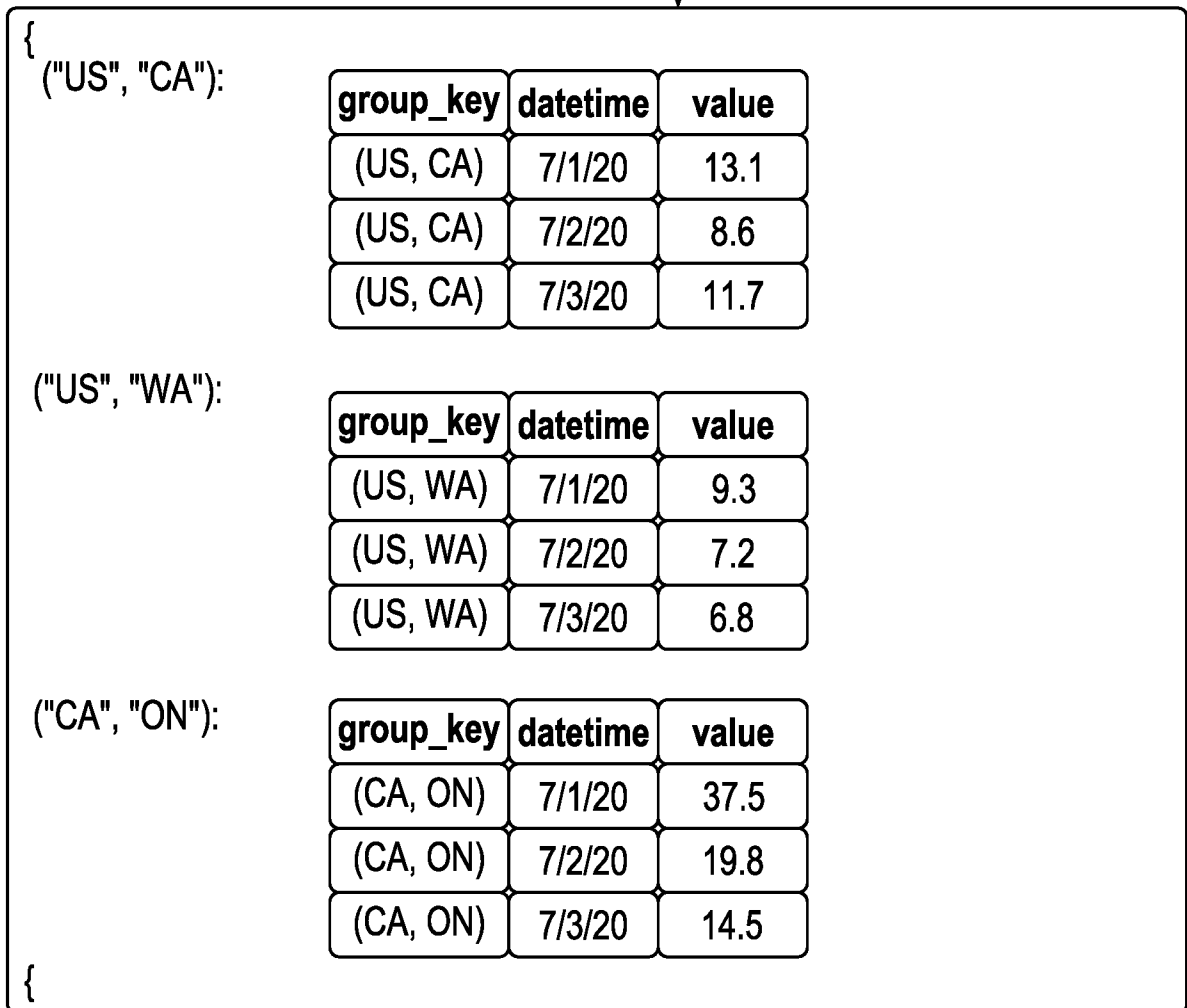 {
("US", "CA"):
group_key datetime value
(US, CA) 7/1/20 13.1
(US, CA) 7/2/20 8.6
(US, CA) 7/3/20 11.7
("US", "WA"):
group_key datetime value
(US, WA) 7/1/20 9.3
(US, WA) 7/2/20 7.2
(US, WA) 7/3/20 6.8
("CA", "ON"):
group_key datetime value
(CA, ON) 7/1/20 37.5
(CA, ON) 7/2/20 19.8
(CA, ON) 7/3/20 14.5
{